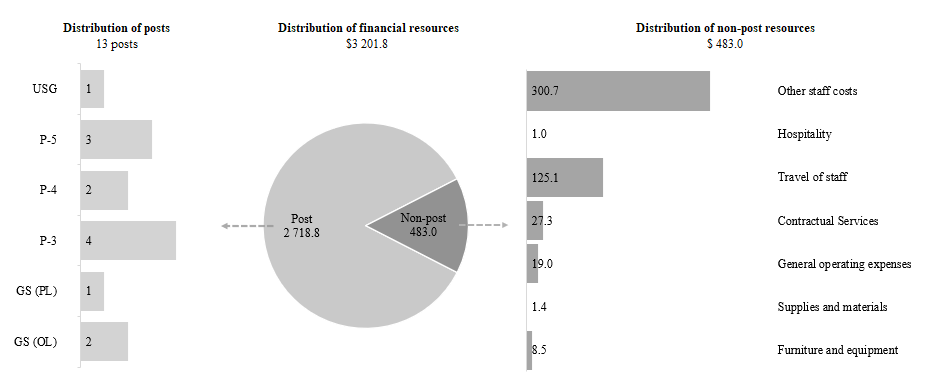 Distribution of posts
13 posts
USG
1
P-5
3
P-4
2
P-3
4
GS (PL)
1
GS (OL)
2
Distribution of financial resources
$3 201.8
Post
2 718.8
Non-post
483.0
Distribution of non-post resources
$ 483.0
300.7 Other staff costs
1.0 Hospitality
125.1 Travel of staff
27.3 Contractual Services
19.0 General operating expenses
1.4 Supplies and materials
8.5 Furniture and equipment